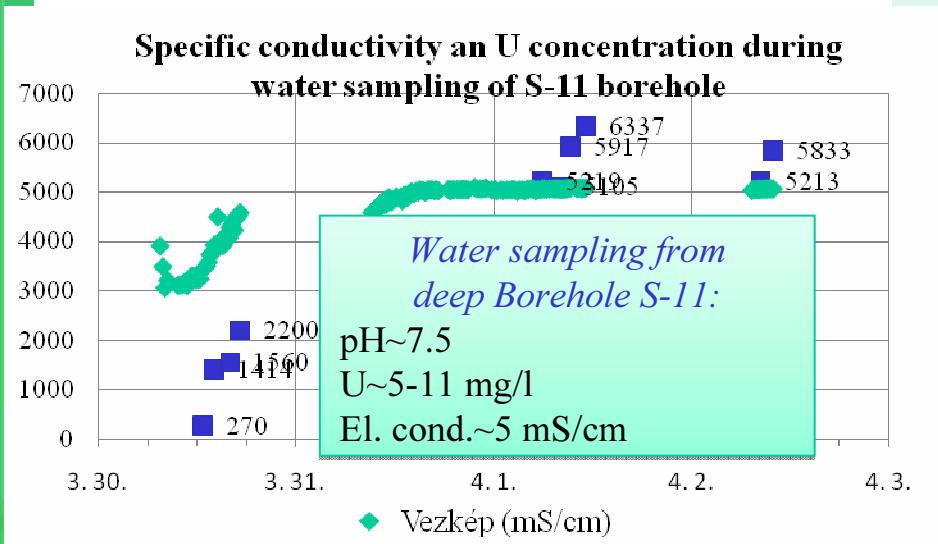 Specific conductivity an U concentration during
water sampling of S-11 borehole
7000
6000
5000
4000
3000
2000
1000
0
6337
5917
5219
5105
5833
5213
2200
1560
1414
270
Water sampling from
deep Borehole S-11:
pH~7.5
U~5-11 mg/l
El. cond.~5 mS/cm
3. 30.
3. 31.
4. 1.
4. 2.
4. 3.
Vezkép (mS/cm)